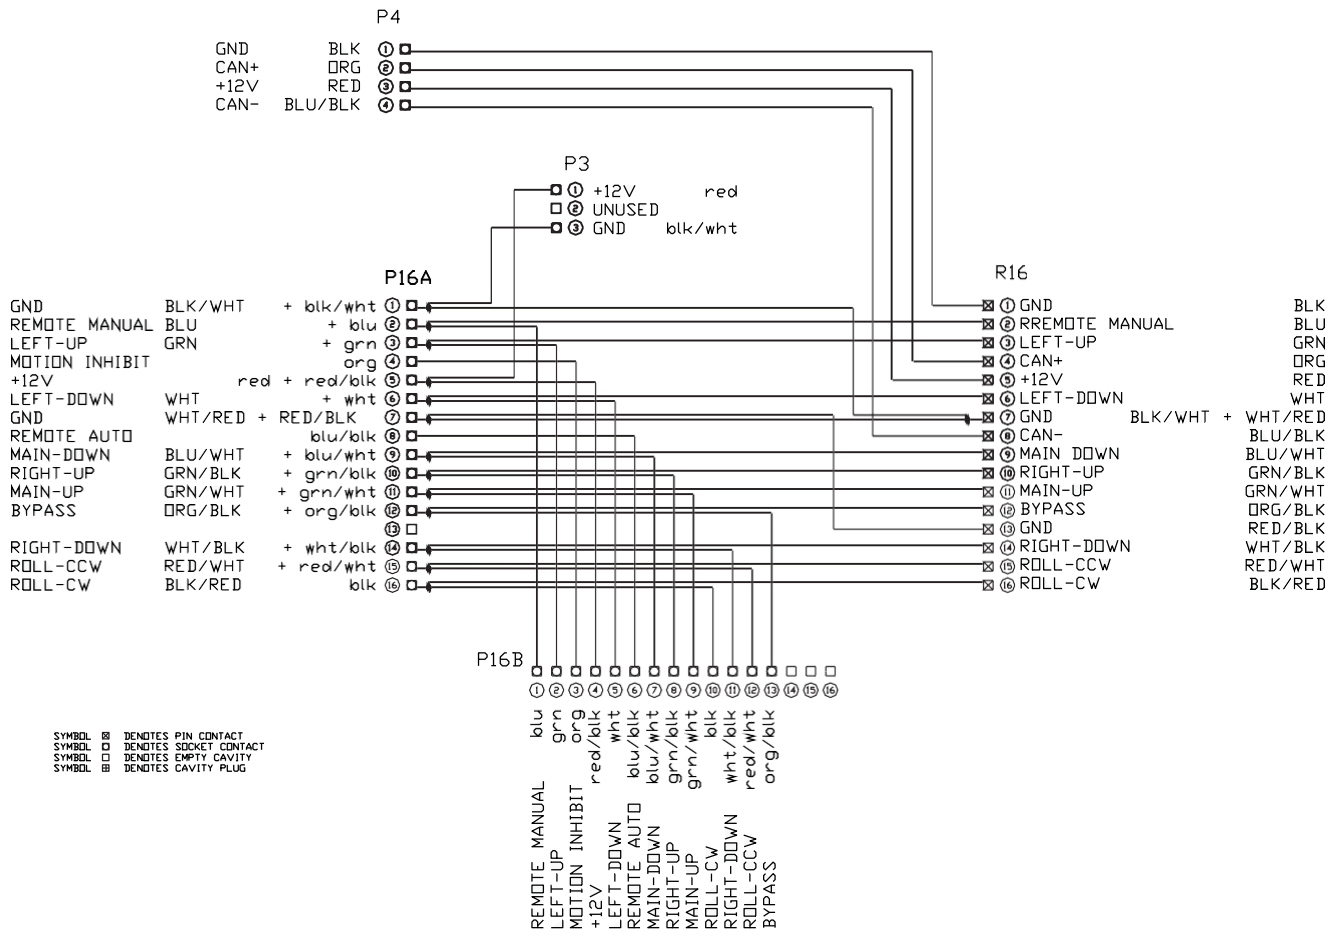 P4
GND BLK 1
CAN+ ORG 2
+12V RED 3
CAN- BLU/BLK 4
P3
1 +12V red
2 UNUSED
3 GND blk/wht
P16A
R16
GND BLK/WHT + blk/wht 1
1 GND BLK
REMOTE MANUAL BLU + blu 2
2 RREMOTE MANUAL BLU
LEFT-UP GRN + grn 3
3 LEFT-UP GRN
MOTION INHIBIT org 4
4 CAN+ ORG
+12V red + red/blk 5
5 +12V RED
LEFT-DOWN WHT + wht 6
6 LEFT-DOWN WHT
GND WHT/RED + RED/BLK 7
7 GND BLK/WHT + WHT/RED
REMOTE AUTO blu/blk 8
8 CAN- BLU/BLK
MAIN-DOWN BLU/WHT + blu/wht 9
9 MAIN DOWN BLU/WHT
RIGHT-UP GRN/BLK + grn/blk 10
10 RIGHT-UP GRN/BLK
MAIN-UP GRN/WHT + grn/wht 11
11 MAIN-UP GRN/WHT
BYPASS ORG/BLK + org/blk 12
12 BYPASS ORG/BLK
13
13 GND RED/BLK
RIGHT-DOWN WHT/BLK + wht/blk 14
14 RIGHT-DOWN WHT/BLK
ROLL-CCW RED/WHT + red/wht 15
15 ROLL-CCW RED/WHT
ROLL-CW BLK/RED blk 16
16 ROLL-CW BLK/RED
P16B
1 2 3 4 5 6 7 8 9 10 11 12 13 14 15 16
blu
grn
org
red/blk
wht
blu/blk
blu/wht
grn/blk
grn/wht
blk
wht/blk
red/wht
org/blk
REMOTE MANUAL
LEFT-UP
MOTION INHIBIT
+12V
LEFT-DOWN
REMOTE AUTO
MAIN-DOWN
RIGHT-UP
MAIN-UP
ROLL-CW
RIGHT-DOWN
ROLL-CCW
BYPASS
SYMBOL DENOTES PIN CONTACT
SYMBOL DENOTES SOCKET CONTACT
SYMBOL DENOTES EMPTY CAVITY
SYMBOL DENOTES CAVITY PLUG